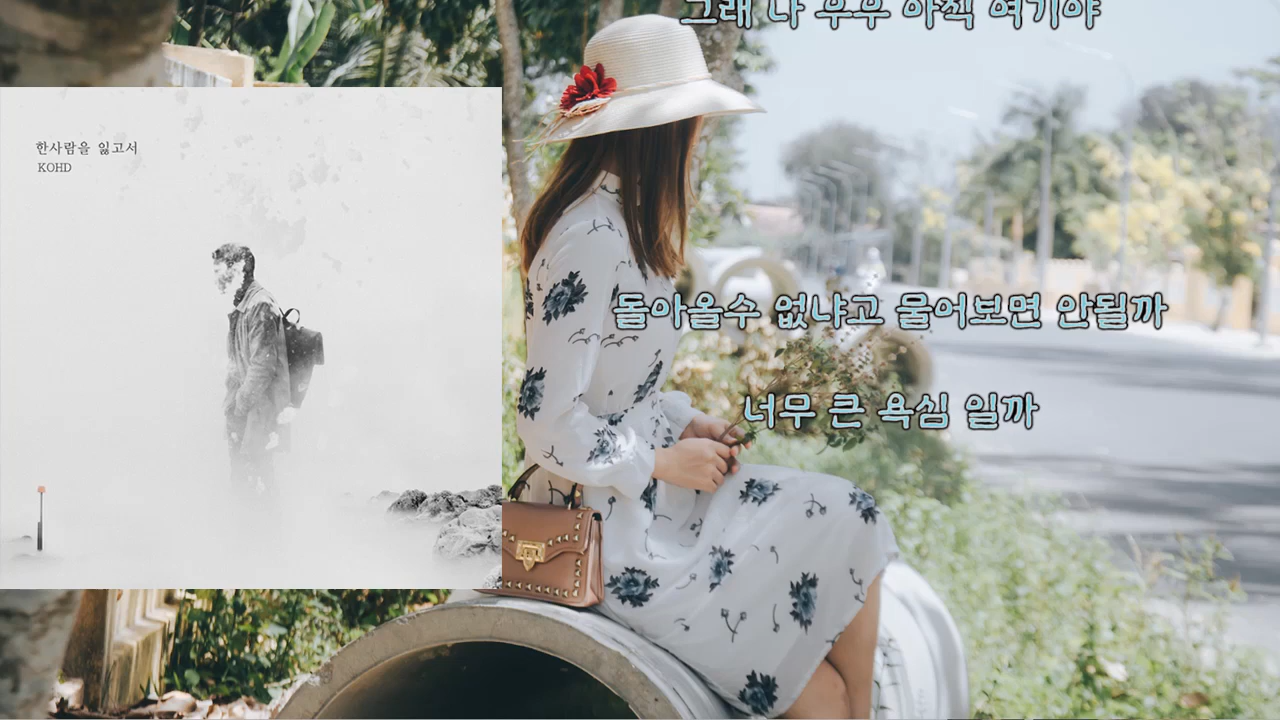 그래 나 우우 아직 여기야
한사람을 잃고서
KOHD
돌아올수 없냐고 물어보면 안될까
너무 큰 욕심 일까